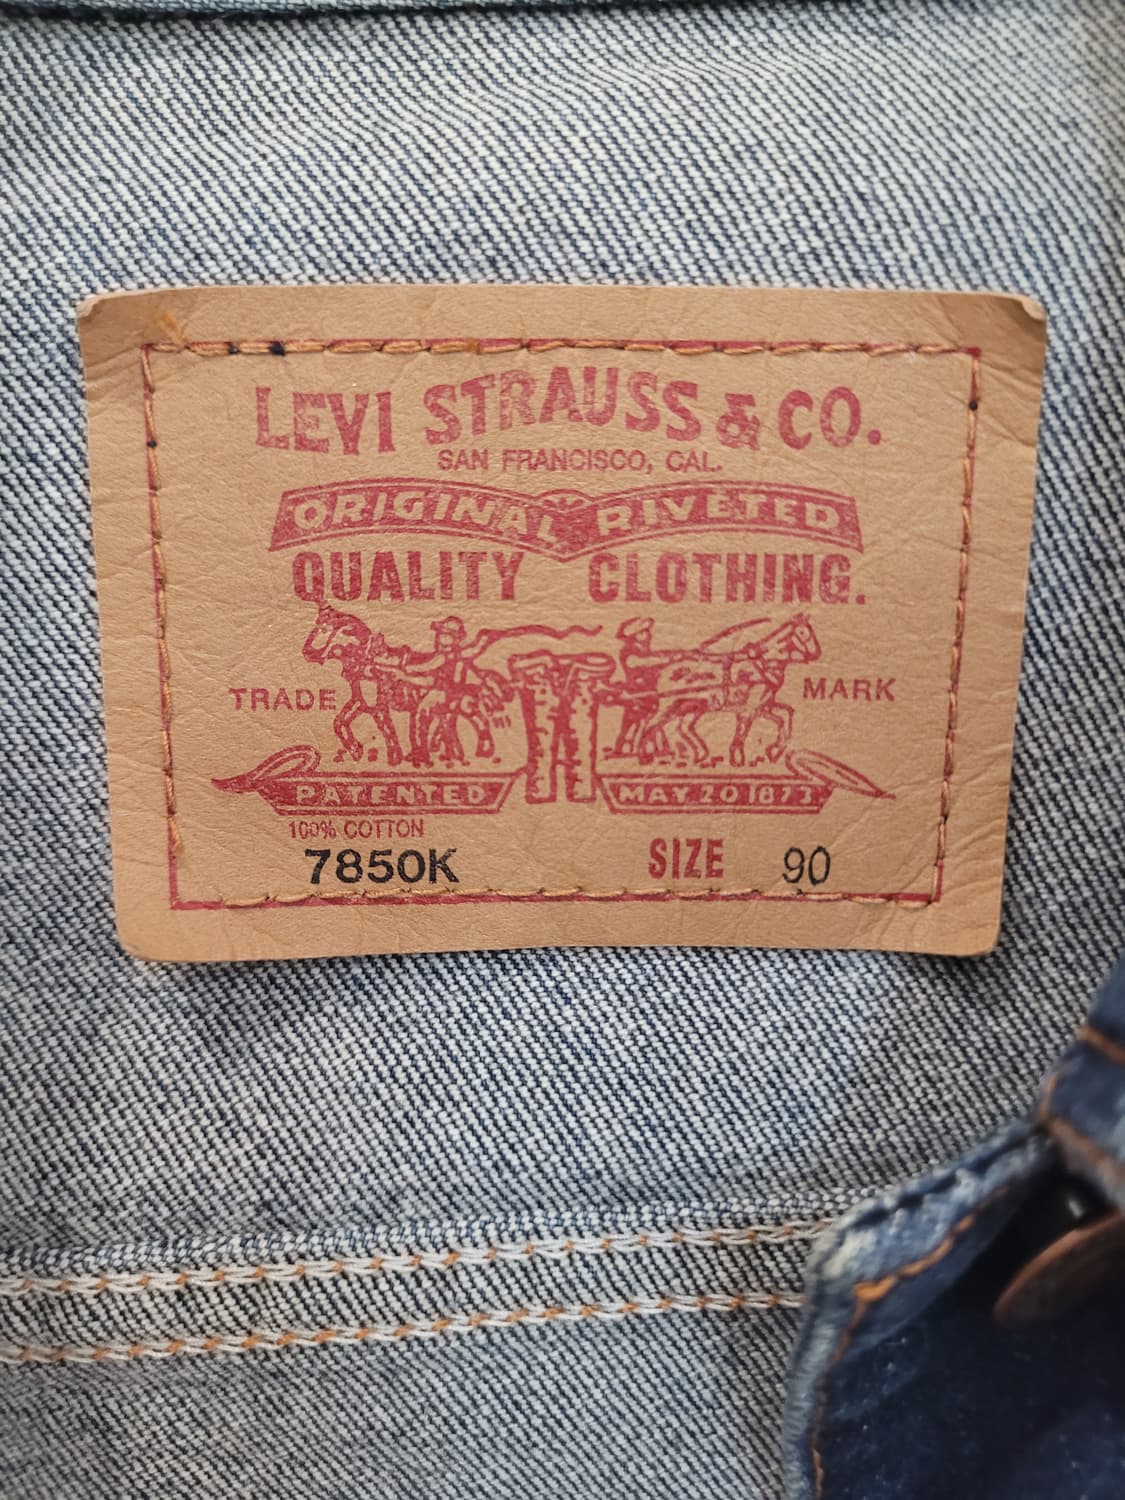 LEVI STRAUSS & CO.
SAN FRANCISCO, CAL.
ORIGINAL RIVETED
QUALITY CLOTHING.
TRADE MARK
PATENTED MAY 20 1873
100% COTTON
7850K SIZE 90